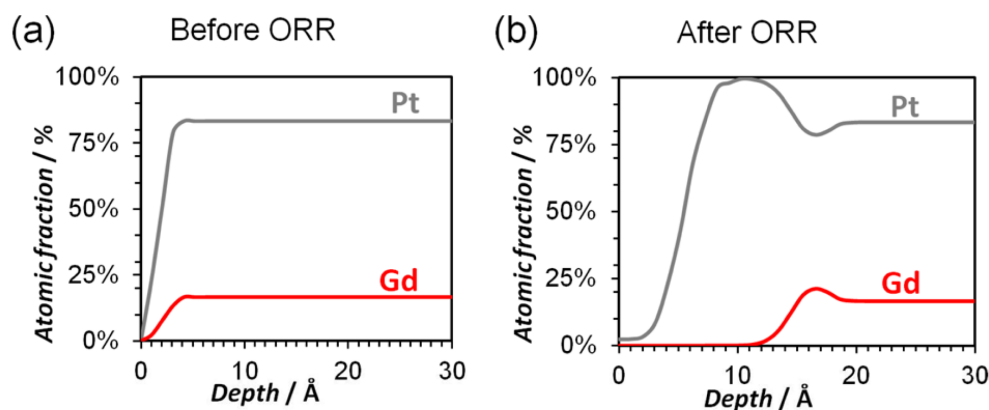 (a) Before ORR
100%
75%
50%
25%
0%
Atomic fraction / %
Pt
Gd
0 10 20 30
Depth / Å
(b) After ORR
100%
75%
50%
25%
0%
Atomic fraction / %
Pt
Gd
0 10 20 30
Depth / Å